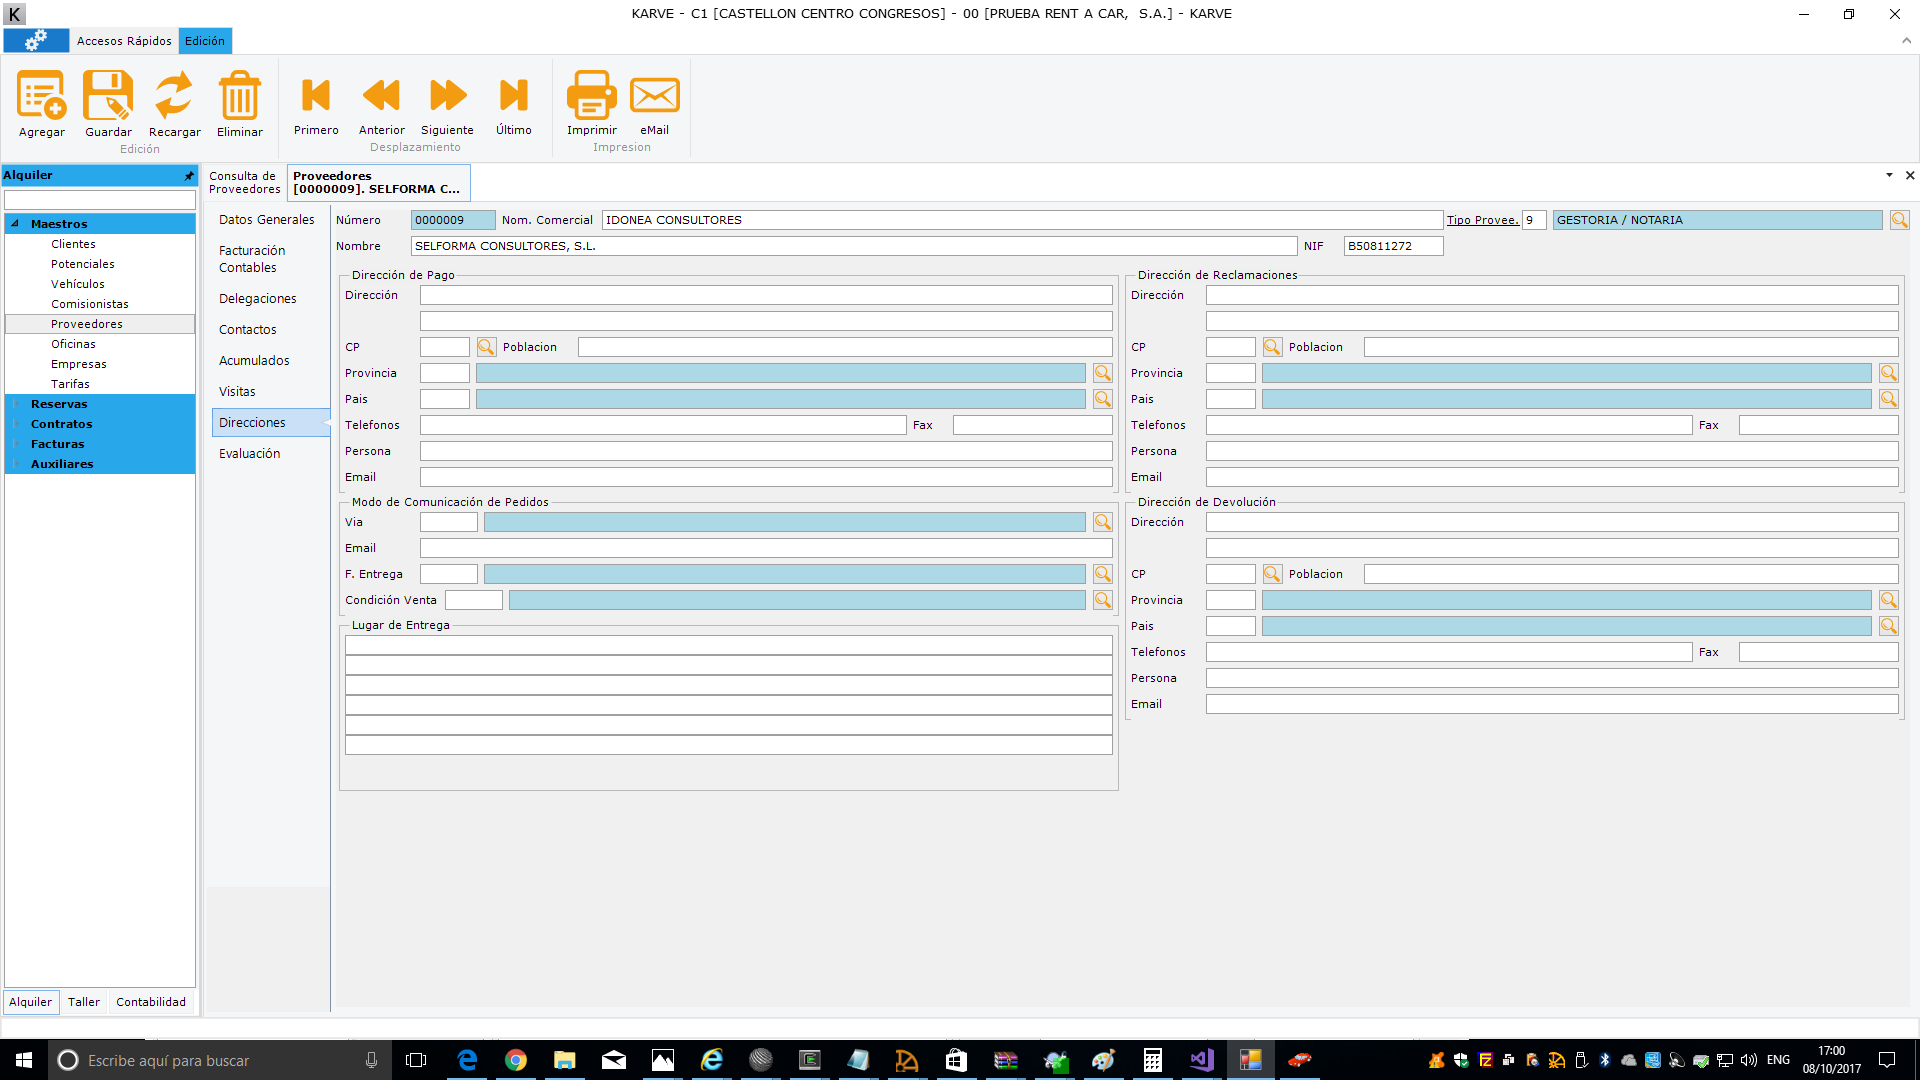 K
KARVE - C1 [CASTELLON CENTRO CONGRESOS] - 00 [PRUEBA RENT A CAR,  S.A.] - KARVE
Accesos Rápidos
Edición
Agregar
Guardar
Recargar
Eliminar
Edición
Primero
Anterior
Siguiente
Último
Desplazamiento
Imprimir
eMail
Impresion
Alquiler
Maestros
Clientes
Potenciales
Vehículos
Comisionistas
Proveedores
Oficinas
Empresas
Tarifas
Reservas
Contratos
Facturas
Auxiliares
Alquiler
Taller
Contabilidad
Consulta de
Proveedores
Proveedores
[0000009]. SELFORMA C...
Datos Generales
Facturación
Contables
Delegaciones
Contactos
Acumulados
Visitas
Direcciones
Evaluación
Número 0000009 Nom. Comercial IDONEA CONSULTORES Tipo Provee. 9 GESTORIA / NOTARIA
Nombre SELFORMA CONSULTORES, S.L. NIF B50811272
Dirección de Pago
Dirección
CP Poblacion
Provincia
Pais
Telefonos Fax
Persona
Email
Modo de Comunicación de Pedidos
Via
Email
F. Entrega
Condición Venta
Lugar de Entrega
Dirección de Reclamaciones
Dirección
CP Poblacion
Provincia
Pais
Telefonos Fax
Persona
Email
Dirección de Devolución
Dirección
CP Poblacion
Provincia
Pais
Telefonos Fax
Persona
Email
Escribe aquí para buscar
ENG
17:00
08/10/2017